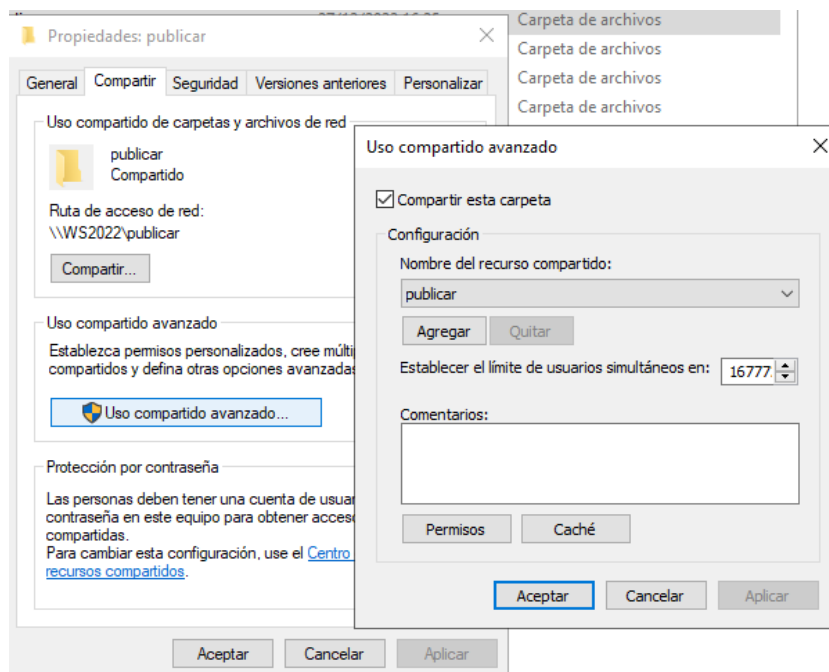 Carpeta de archivos
Carpeta de archivos
Carpeta de archivos
Carpeta de archivos
Propiedades: publicar
General Compartir Seguridad Versiones anteriores Personalizar
Uso compartido de carpetas y archivos de red
publicar
Compartido
Ruta de acceso de red:
\\WS2022\publicar
Compartir...
Uso compartido avanzado
Establezca permisos personalizados, cree
compartidos y defina otras opciones avanzadas
Uso compartido avanzado...
Protección por contraseña
Las personas deben tener una cuenta de
contraseña en este equipo para obtener acceso
compartidas.
Para cambiar esta configuración, use el Centro
recursos compartidos.
Aceptar Cancelar Aplicar
Uso compartido avanzado
Compartir esta carpeta
Configuración
Nombre del recurso compartido:
publicar
Agregar Quitar
Establecer el límite de usuarios simultáneos en: 16777
Comentarios:
Permisos Caché
Aceptar Cancelar Aplicar